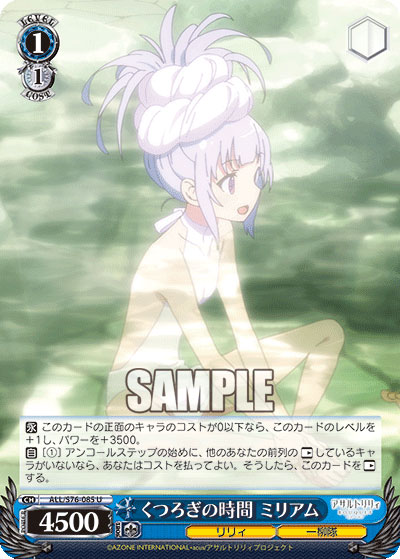 LEVEL
1
1
COST
SAMPLE
永 このカードの正面のキャラのコストが0以下なら、このカードのレベルを
+1し、パワーを+3500。
自 [①] アンコールステップの始めに、他のあなたの前列の としているキャ
ラがいないなら、あなたはコストを払ってよい。そうしたら、このカードを
する。
CH
ALL/S76-085 U
くつろぎの時間 ミリアム
アサルトリリィ
4500
リリィ
一柳隊
©AZONE INTERNATIONAL・acus/アサルトリリィプロジェクト